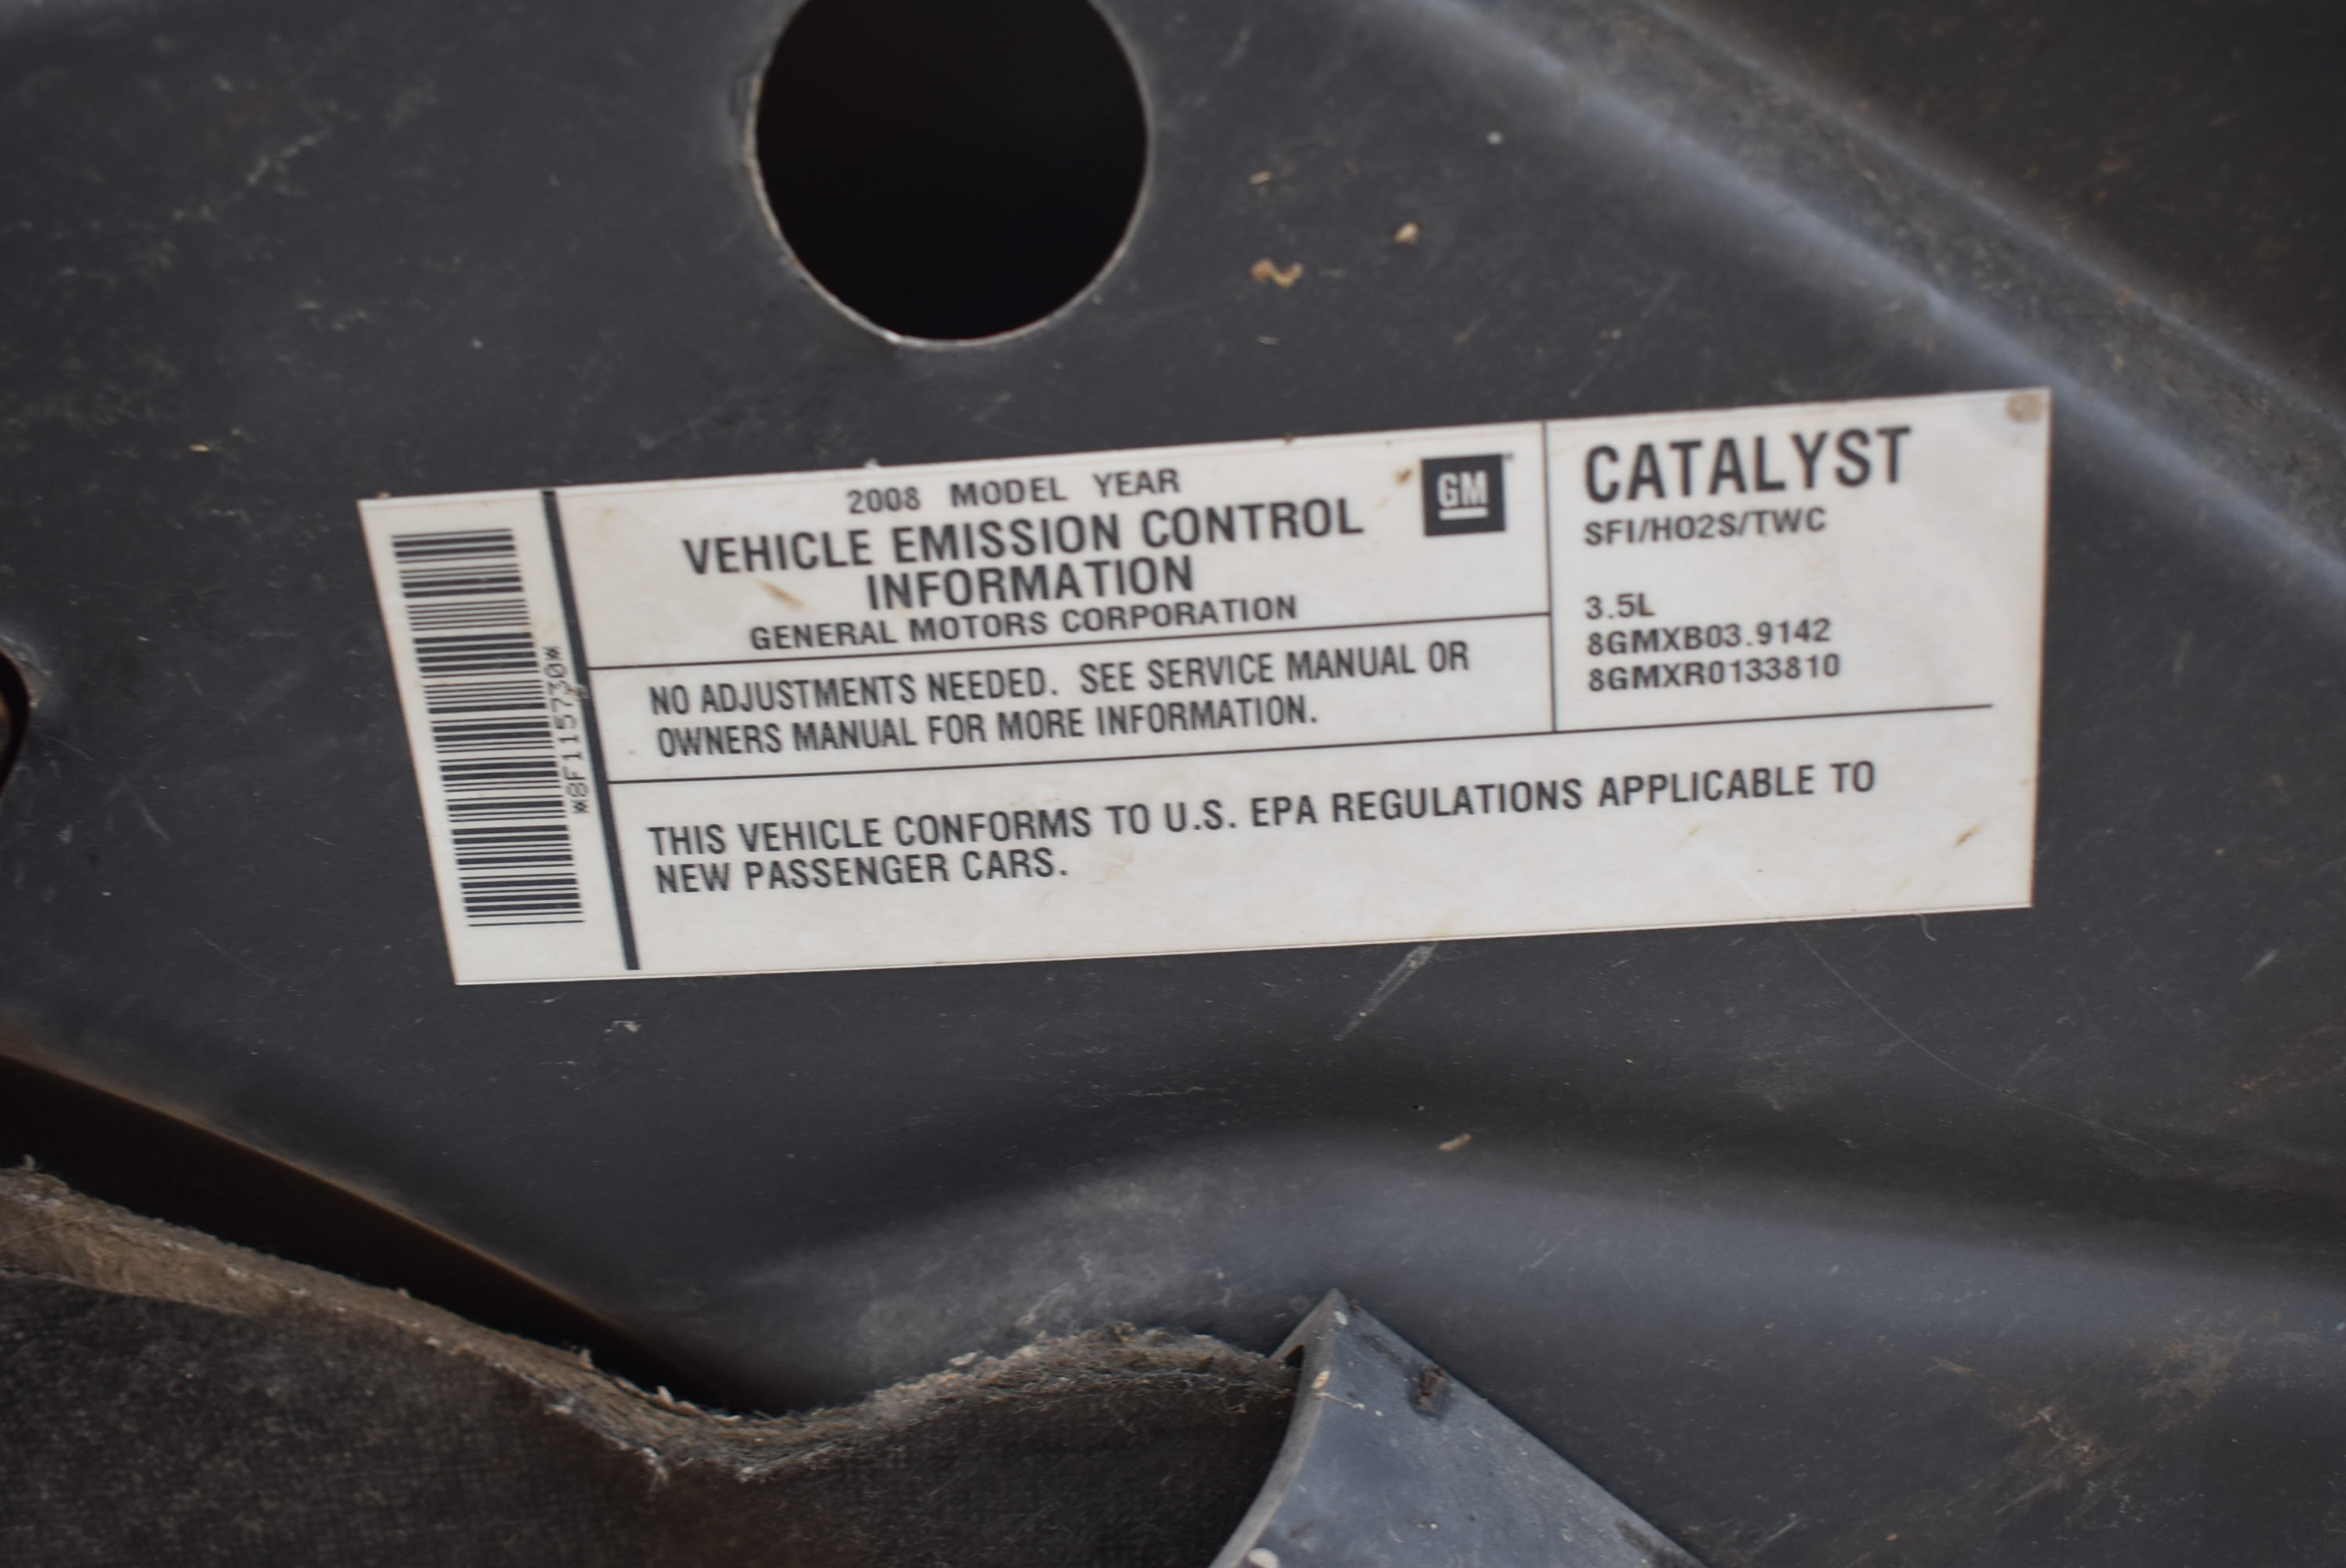 *8F115730*
2008 MODEL YEAR
VEHICLE EMISSION CONTROL
INFORMATION
GENERAL MOTORS CORPORATION
GM
NO ADJUSTMENTS NEEDED. SEE SERVICE MANUAL OR
OWNERS MANUAL FOR MORE INFORMATION.
CATALYST
SFI/HO2S/TWC
3.5L
8GMXB03.9142
8GMXR0133810
THIS VEHICLE CONFORMS TO U.S. EPA REGULATIONS APPLICABLE TO
NEW PASSENGER CARS.